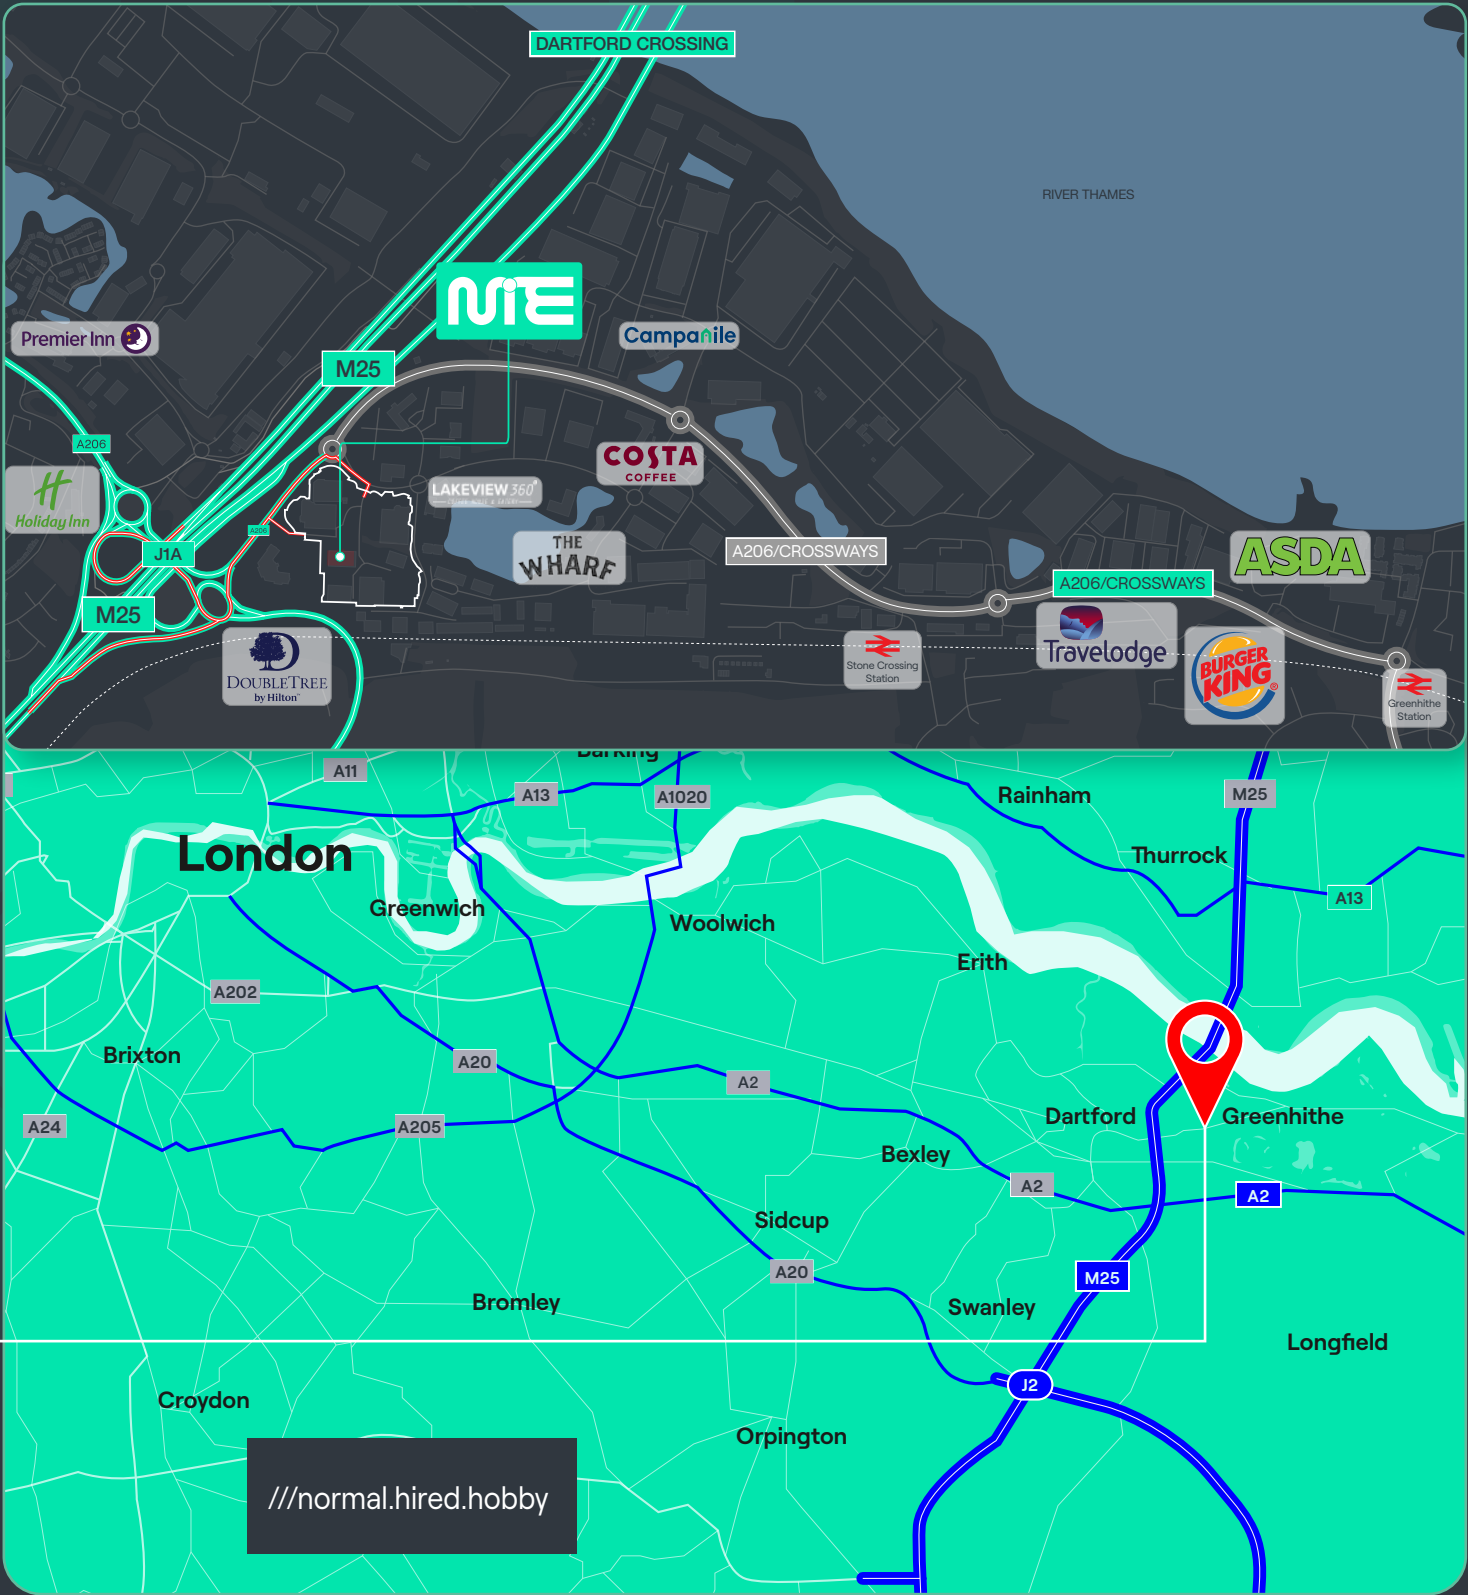 DARTFORD CROSSING
RIVER THAMES
MTE
Premier Inn
Campanile
M25
A206
COSTA
COFFEE
Holiday Inn
LAKEVIEW 360°
A206
THE
WHARF
J1A
A206/CROSSWAYS
ASDA
A206/CROSSWAYS
M25
DOUBLETREE
by Hilton
Stone Crossing
Station
Travelodge
BURGER
KING
Greenhithe
Station
Barking
A11
A13
A1020
Rainham
M25
London
Thurrock
A13
Greenwich
Woolwich
Erith
A202
Brixton
A20
A2
Dartford
Greenhithe
A24
A205
Bexley
A2
A2
Sidcup
A20
M25
Bromley
Swanley
Longfield
J2
Croydon
Orpington
///normal.hired.hobby